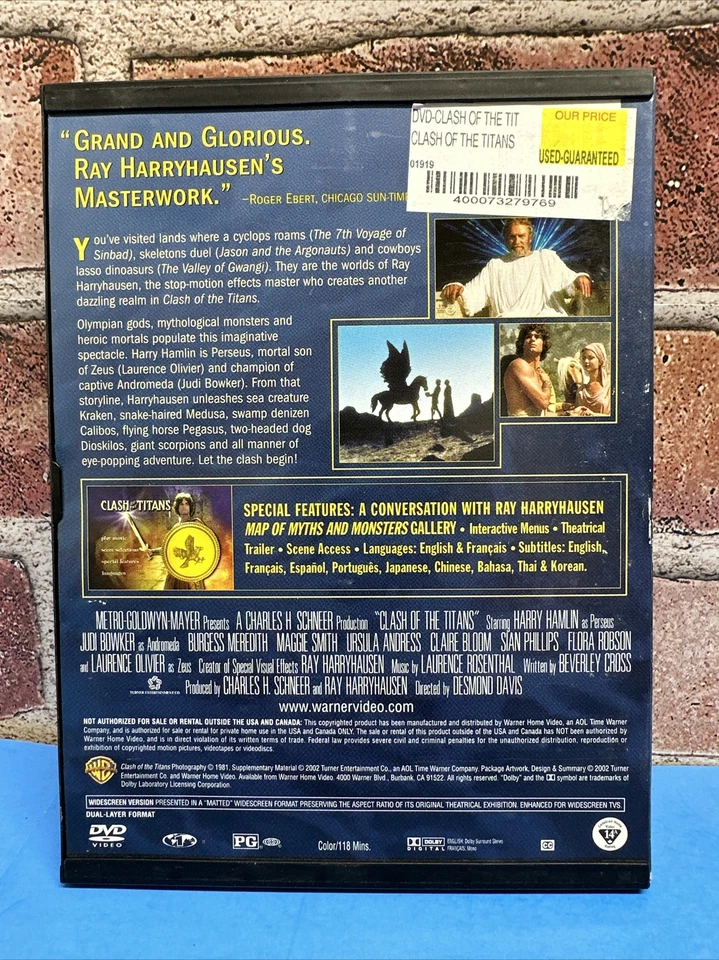 DVD-CLASH OF THE TIT
CLASH OF THE TITANS
OUR PRICE
01919
USED-GUARANTEED
400073279769
“GRAND AND GLORIOUS.
RAY HARRYHAUSEN’S
MASTERWORK.”
–ROGER EBERT, CHICAGO SUN-TIM
You’ve visited lands where a cyclops roams (The 7th Voyage of
Sinbad), skeletons duel (Jason and the Argonauts) and cowboys
lasso dinoasurs (The Valley of Gwangi). They are the worlds of Ray
Harryhausen, the stop-motion effects master who creates another
dazzling realm in Clash of the Titans.
Olympian gods, mythological monsters and
heroic mortals populate this imaginative
spectacle. Harry Hamlin is Perseus, mortal son
of Zeus (Laurence Olivier) and champion of
captive Andromeda (Judi Bowker). From that
storyline, Harryhausen unleashes sea creature
Kraken, snake-haired Medusa, swamp denizen
Calibos, flying horse Pegasus, two-headed dog
Dioskilos, giant scorpions and all manner of
eye-popping adventure. Let the clash begin!
CLASH OF THE TITANS
play movie
scene selections
special features
languages
SPECIAL FEATURES: A CONVERSATION WITH RAY HARRYHAUSEN
MAP OF MYTHS AND MONSTERS GALLERY • Interactive Menus • Theatrical
Trailer • Scene Access • Languages: English & Français • Subtitles: English,
Français, Español, Português, Japanese, Chinese, Bahasa, Thai & Korean.
METRO-GOLDWYN-MAYER Presents A CHARLES H. SCHNEER Production “CLASH OF THE TITANS” Starring HARRY HAMLIN as Perseus
JUDI BOWKER as Andromeda BURGESS MEREDITH MAGGIE SMITH URSULA ANDRESS CLAIRE BLOOM SIAN PHILLIPS FLORA ROBSON
and LAURENCE OLIVIER as Zeus Creator of Special Visual Effects RAY HARRYHAUSEN Music by LAURENCE ROSENTHAL Written by BEVERLEY CROSS
Produced by CHARLES H. SCHNEER and RAY HARRYHAUSEN Directed by DESMOND DAVIS
TURNER ENTERTAINMENT CO.
www.warnervideo.com
NOT AUTHORIZED FOR SALE OR RENTAL OUTSIDE THE USA AND CANADA: This copyrighted product has been manufactured and distributed by Warner Home Video, an AOL Time Warner
Company, and is authorized for sale or rental for private home use in the USA and Canada ONLY. The sale or rental of this product outside of the USA and Canada has NOT been authorized by
Warner Home Video, and is in direct violation of its written terms of trade. Federal law provides severe civil and criminal penalties for the unauthorized distribution, reproduction or
exhibition of copyrighted motion pictures, videotapes or videodiscs.
Clash of the Titans Photography © 1981, Supplementary Material © 2002 Turner Entertainment Co., an AOL Time Warner Company. Package Artwork, Design & Summary © 2002 Turner
Entertainment Co. and Warner Home Video. Available from Warner Home Video, 4000 Warner Blvd., Burbank, CA 91522. All rights reserved. “Dolby” and the DD symbol are trademarks of
Dolby Laboratory Licensing Corporation.
WIDESCREEN VERSION PRESENTED IN A “MATTED” WIDESCREEN FORMAT PRESERVING THE ASPECT RATIO OF ITS ORIGINAL THEATRICAL EXHIBITION. ENHANCED FOR WIDESCREEN TVS.
DUAL-LAYER FORMAT
DVD
VIDEO
1
PG
Color/118 Mins.
DOLBY
DIGITAL
ENGLISH: Dolby Surround Stereo
FRANÇAIS: Mono
CC
14